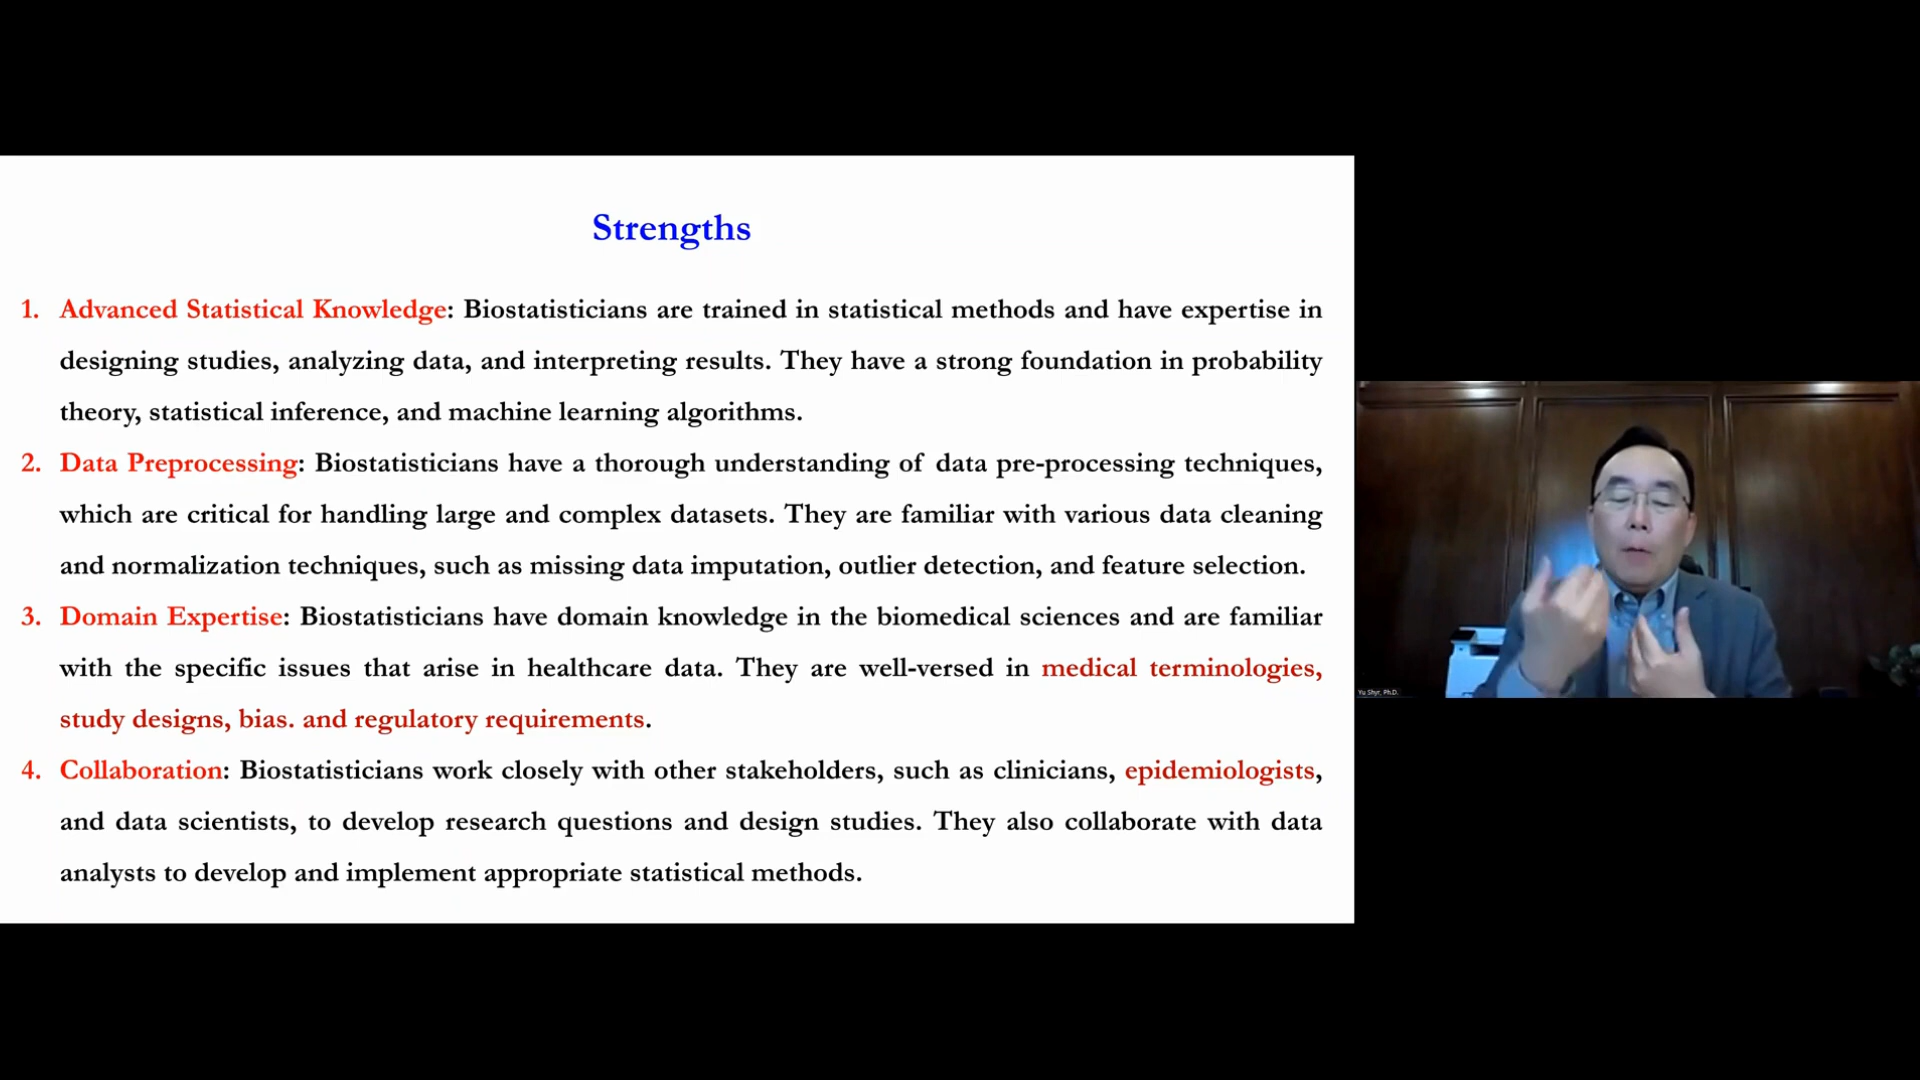 Strengths
1. Advanced Statistical Knowledge: Biostatisticians are trained in statistical methods and have expertise in
designing studies, analyzing data, and interpreting results. They have a strong foundation in probability
theory, statistical inference, and machine learning algorithms.
2. Data Preprocessing: Biostatisticians have a thorough understanding of data pre-processing techniques,
which are critical for handling large and complex datasets. They are familiar with various data cleaning
and normalization techniques, such as missing data imputation, outlier detection, and feature selection.
3. Domain Expertise: Biostatisticians have domain knowledge in the biomedical sciences and are familiar
with the specific issues that arise in healthcare data. They are well-versed in medical terminologies,
study designs, bias. and regulatory requirements.
4. Collaboration: Biostatisticians work closely with other stakeholders, such as clinicians, epidemiologists,
and data scientists, to develop research questions and design studies. They also collaborate with data
analysts to develop and implement appropriate statistical methods.
Yu Shyr, Ph.D.